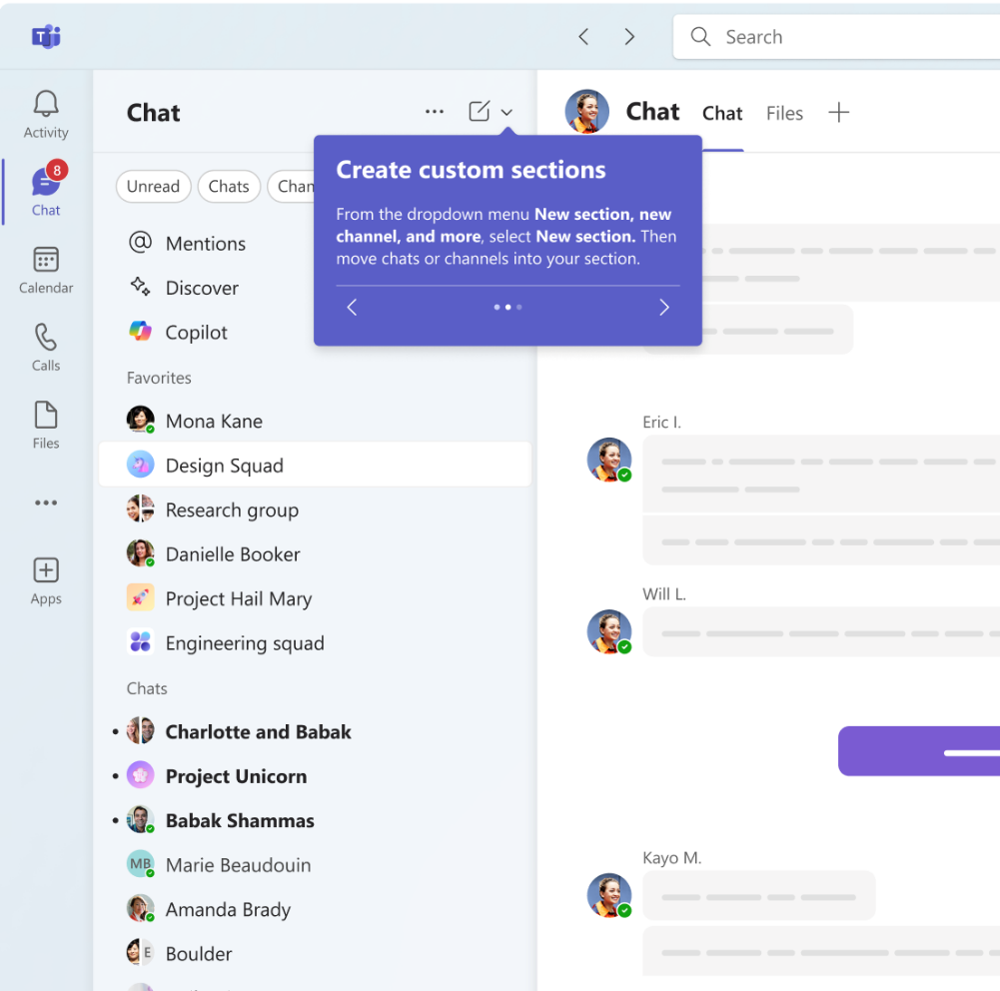 T
Search
Activity
8
Chat
Calendar
Calls
Files
Apps
Chat
Unread
Chats
Mentions
Discover
Copilot
Favorites
Mona Kane
Design Squad
Research group
Danielle Booker
Project Hail Mary
Engineering squad
Chats
Charlotte and Babak
Project Unicorn
Babak Shammas
MB
Marie Beaudouin
Amanda Brady
E
Boulder
Chat
Chat
Files
Create custom sections
From the dropdown menu New section, new
channel, and more, select New section. Then
move chats or channels into your section.
Eric I.
Will L.
Kayo M.